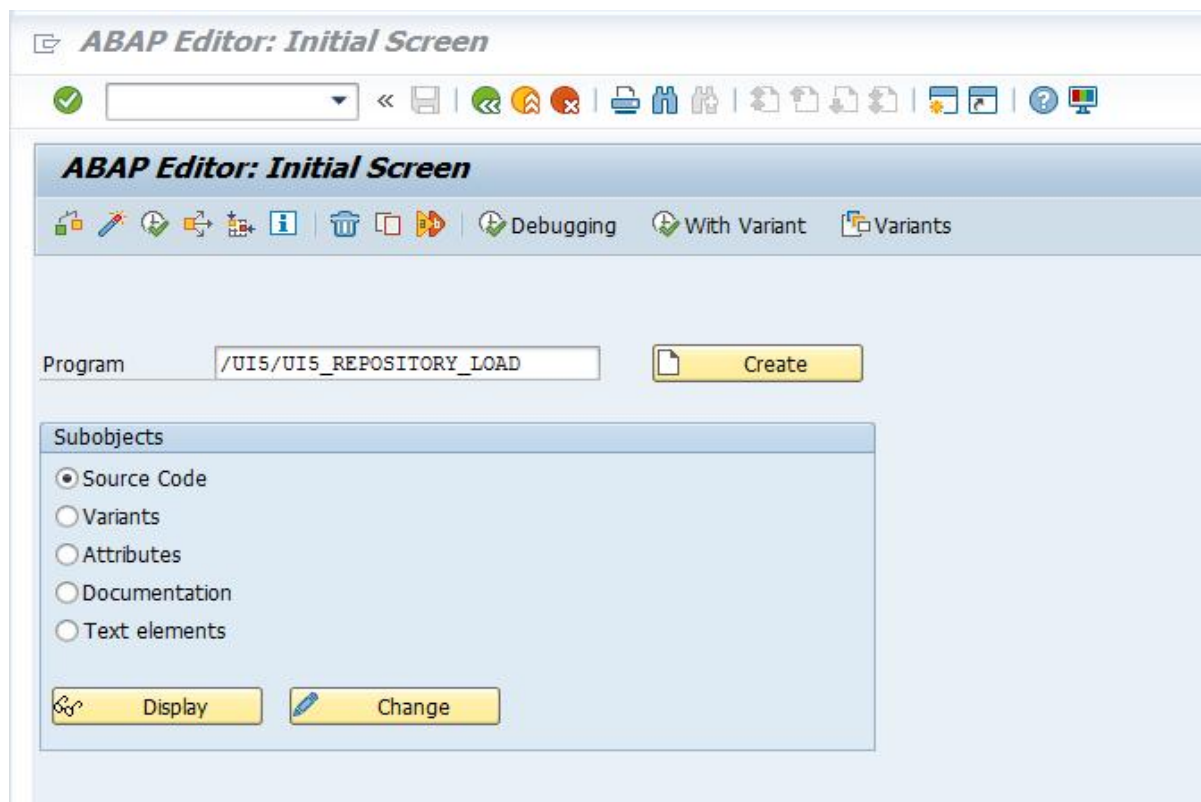 ABAP Editor: Initial Screen
ABAP Editor: Initial Screen
Debugging With Variant Variants
Program /UI5/UI5_REPOSITORY_LOAD Create
Subobjects
Source Code
Variants
Attributes
Documentation
Text elements
Display Change